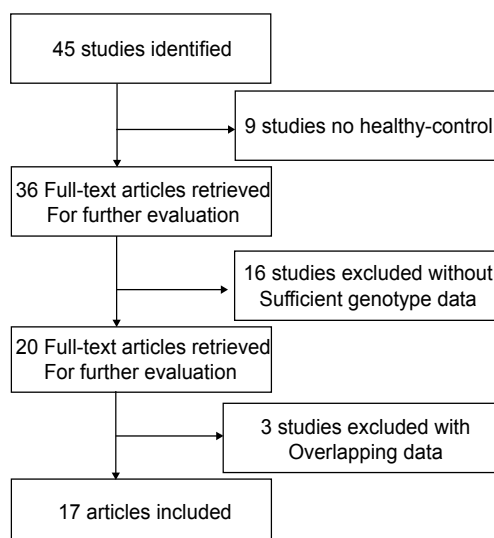 45 studies identified
9 studies no healthy-control
36 Full-text articles retrieved
For further evaluation
16 studies excluded without
Sufficient genotype data
20 Full-text articles retrieved
For further evaluation
3 studies excluded with
Overlapping data
17 articles included